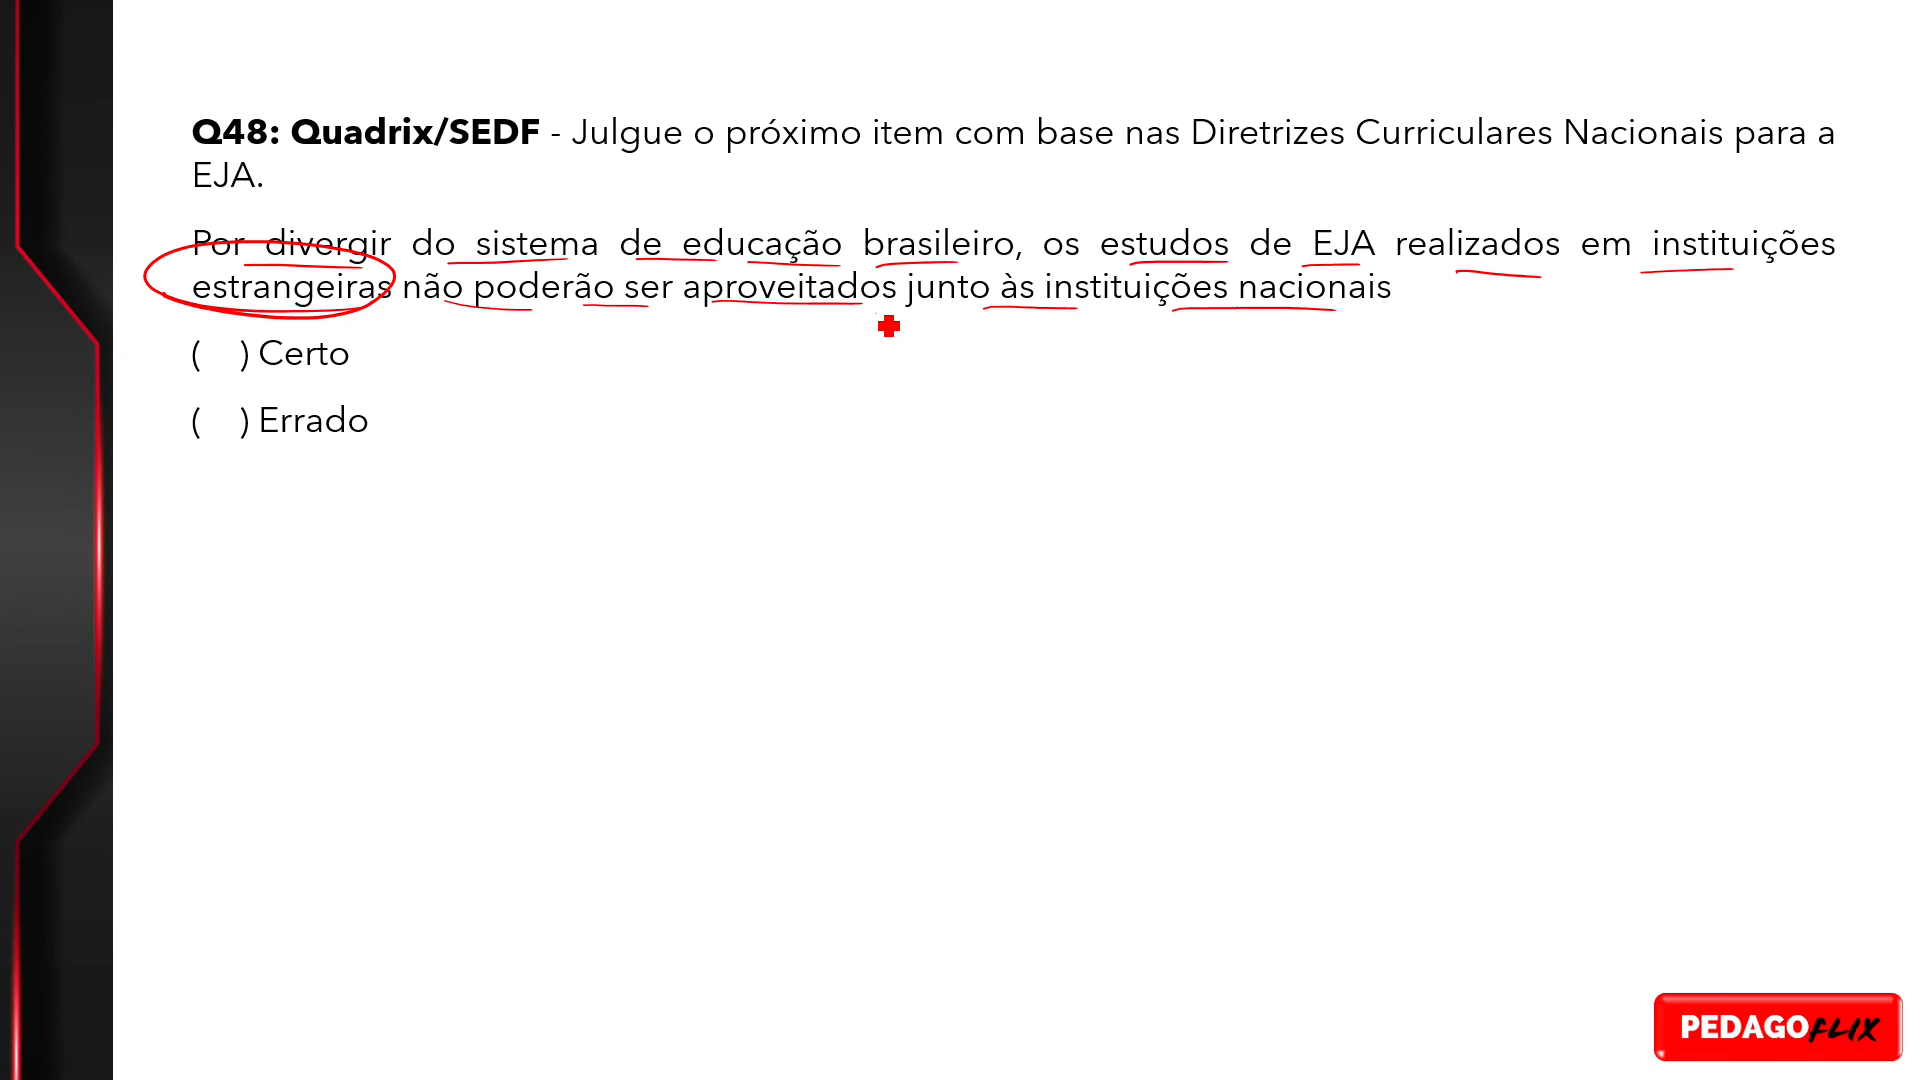 Q48: Quadrix/SEDF - Julgue o próximo item com base nas Diretrizes Curriculares Nacionais para a
EJA.
Por divergir do sistema de educação brasileiro, os estudos de EJA realizados em instituições
estrangeiras não poderão ser aproveitados junto às instituições nacionais
( ) Certo
( ) Errado
PEDAGOFLIX